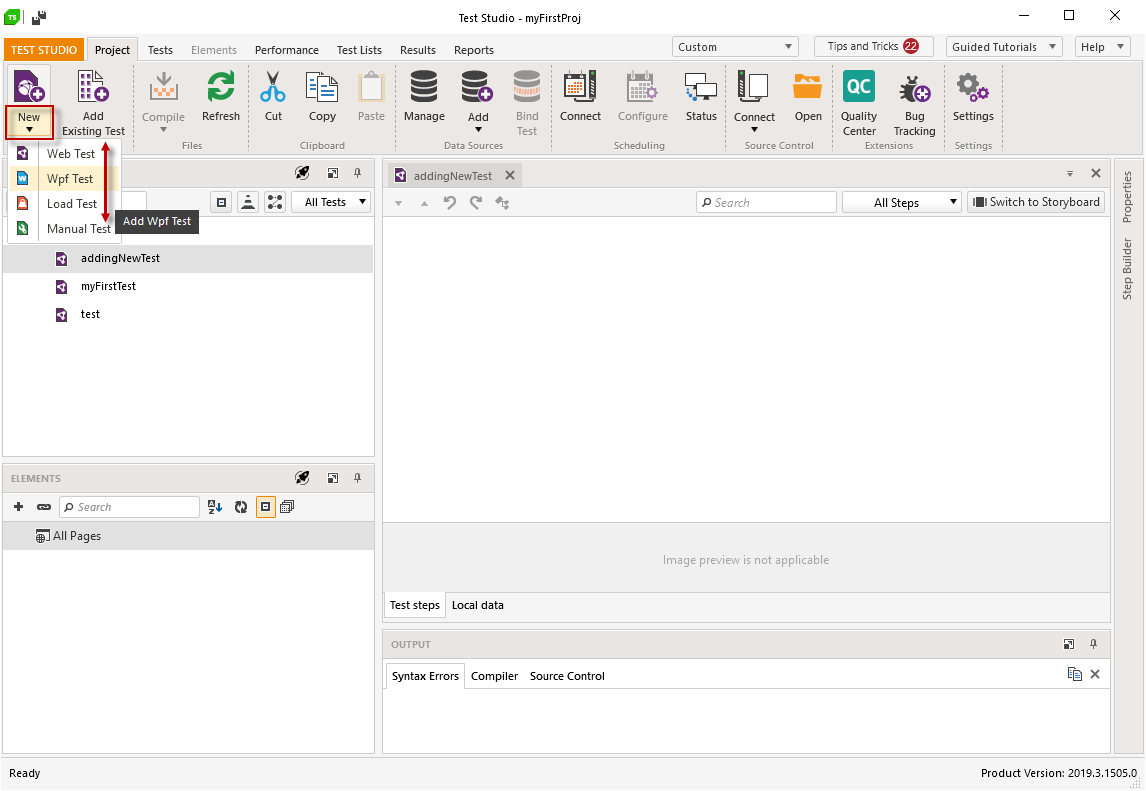 TS
Test Studio - myFirstProj
TEST STUDIO
Project
Tests
Elements
Performance
Test Lists
Results
Reports
Custom
Tips and Tricks 22
Guided Tutorials
Help
New
Add Existing Test
Compile
Refresh
Files
Cut
Copy
Paste
Clipboard
Manage
Add
Bind Test
Data Sources
Connect
Configure
Status
Scheduling
Connect
Open
Source Control
QC
Quality Center
Bug Tracking
Extensions
Settings
Settings
Web Test
Wpf Test
Load Test
Manual Test
Add Wpf Test
All Tests
addingNewTest
myFirstTest
test
addingNewTest
Search
All Steps
Switch to Storyboard
Properties
Step Builder
ELEMENTS
Search
All Pages
Image preview is not applicable
Test steps
Local data
OUTPUT
Syntax Errors
Compiler
Source Control
Ready
Product Version: 2019.3.1505.0